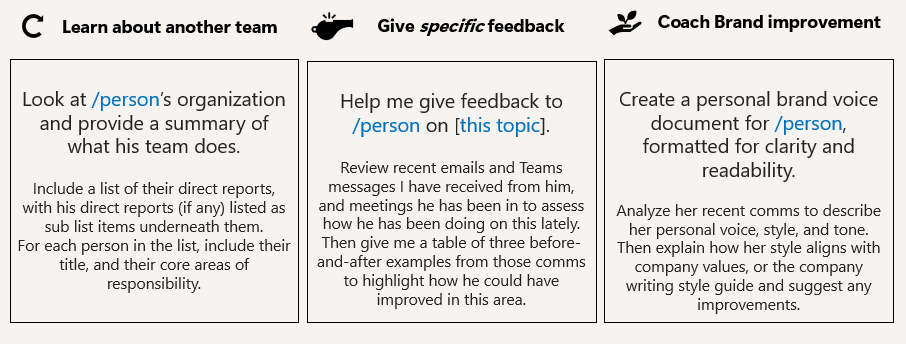 Learn about another team
Look at /person's organization
and provide a summary of
what his team does.
Include a list of their direct reports,
with his direct reports (if any) listed as
sub list items underneath them.
For each person in the list, include their
title, and their core areas of
responsibility.
Give specific feedback
Help me give feedback to
/person on [this topic].
Review recent emails and Teams
messages I have received from him,
and meetings he has been in to assess
how he has been doing on this lately.
Then give me a table of three before-
and-after examples from those comms
to highlight how he could have
improved in this area.
Coach Brand improvement
Create a personal brand voice
document for /person,
formatted for clarity and
readability.
Analyze her recent comms to describe
her personal voice, style, and tone.
Then explain how her style aligns with
company values, or the company
writing style guide and suggest any
improvements.